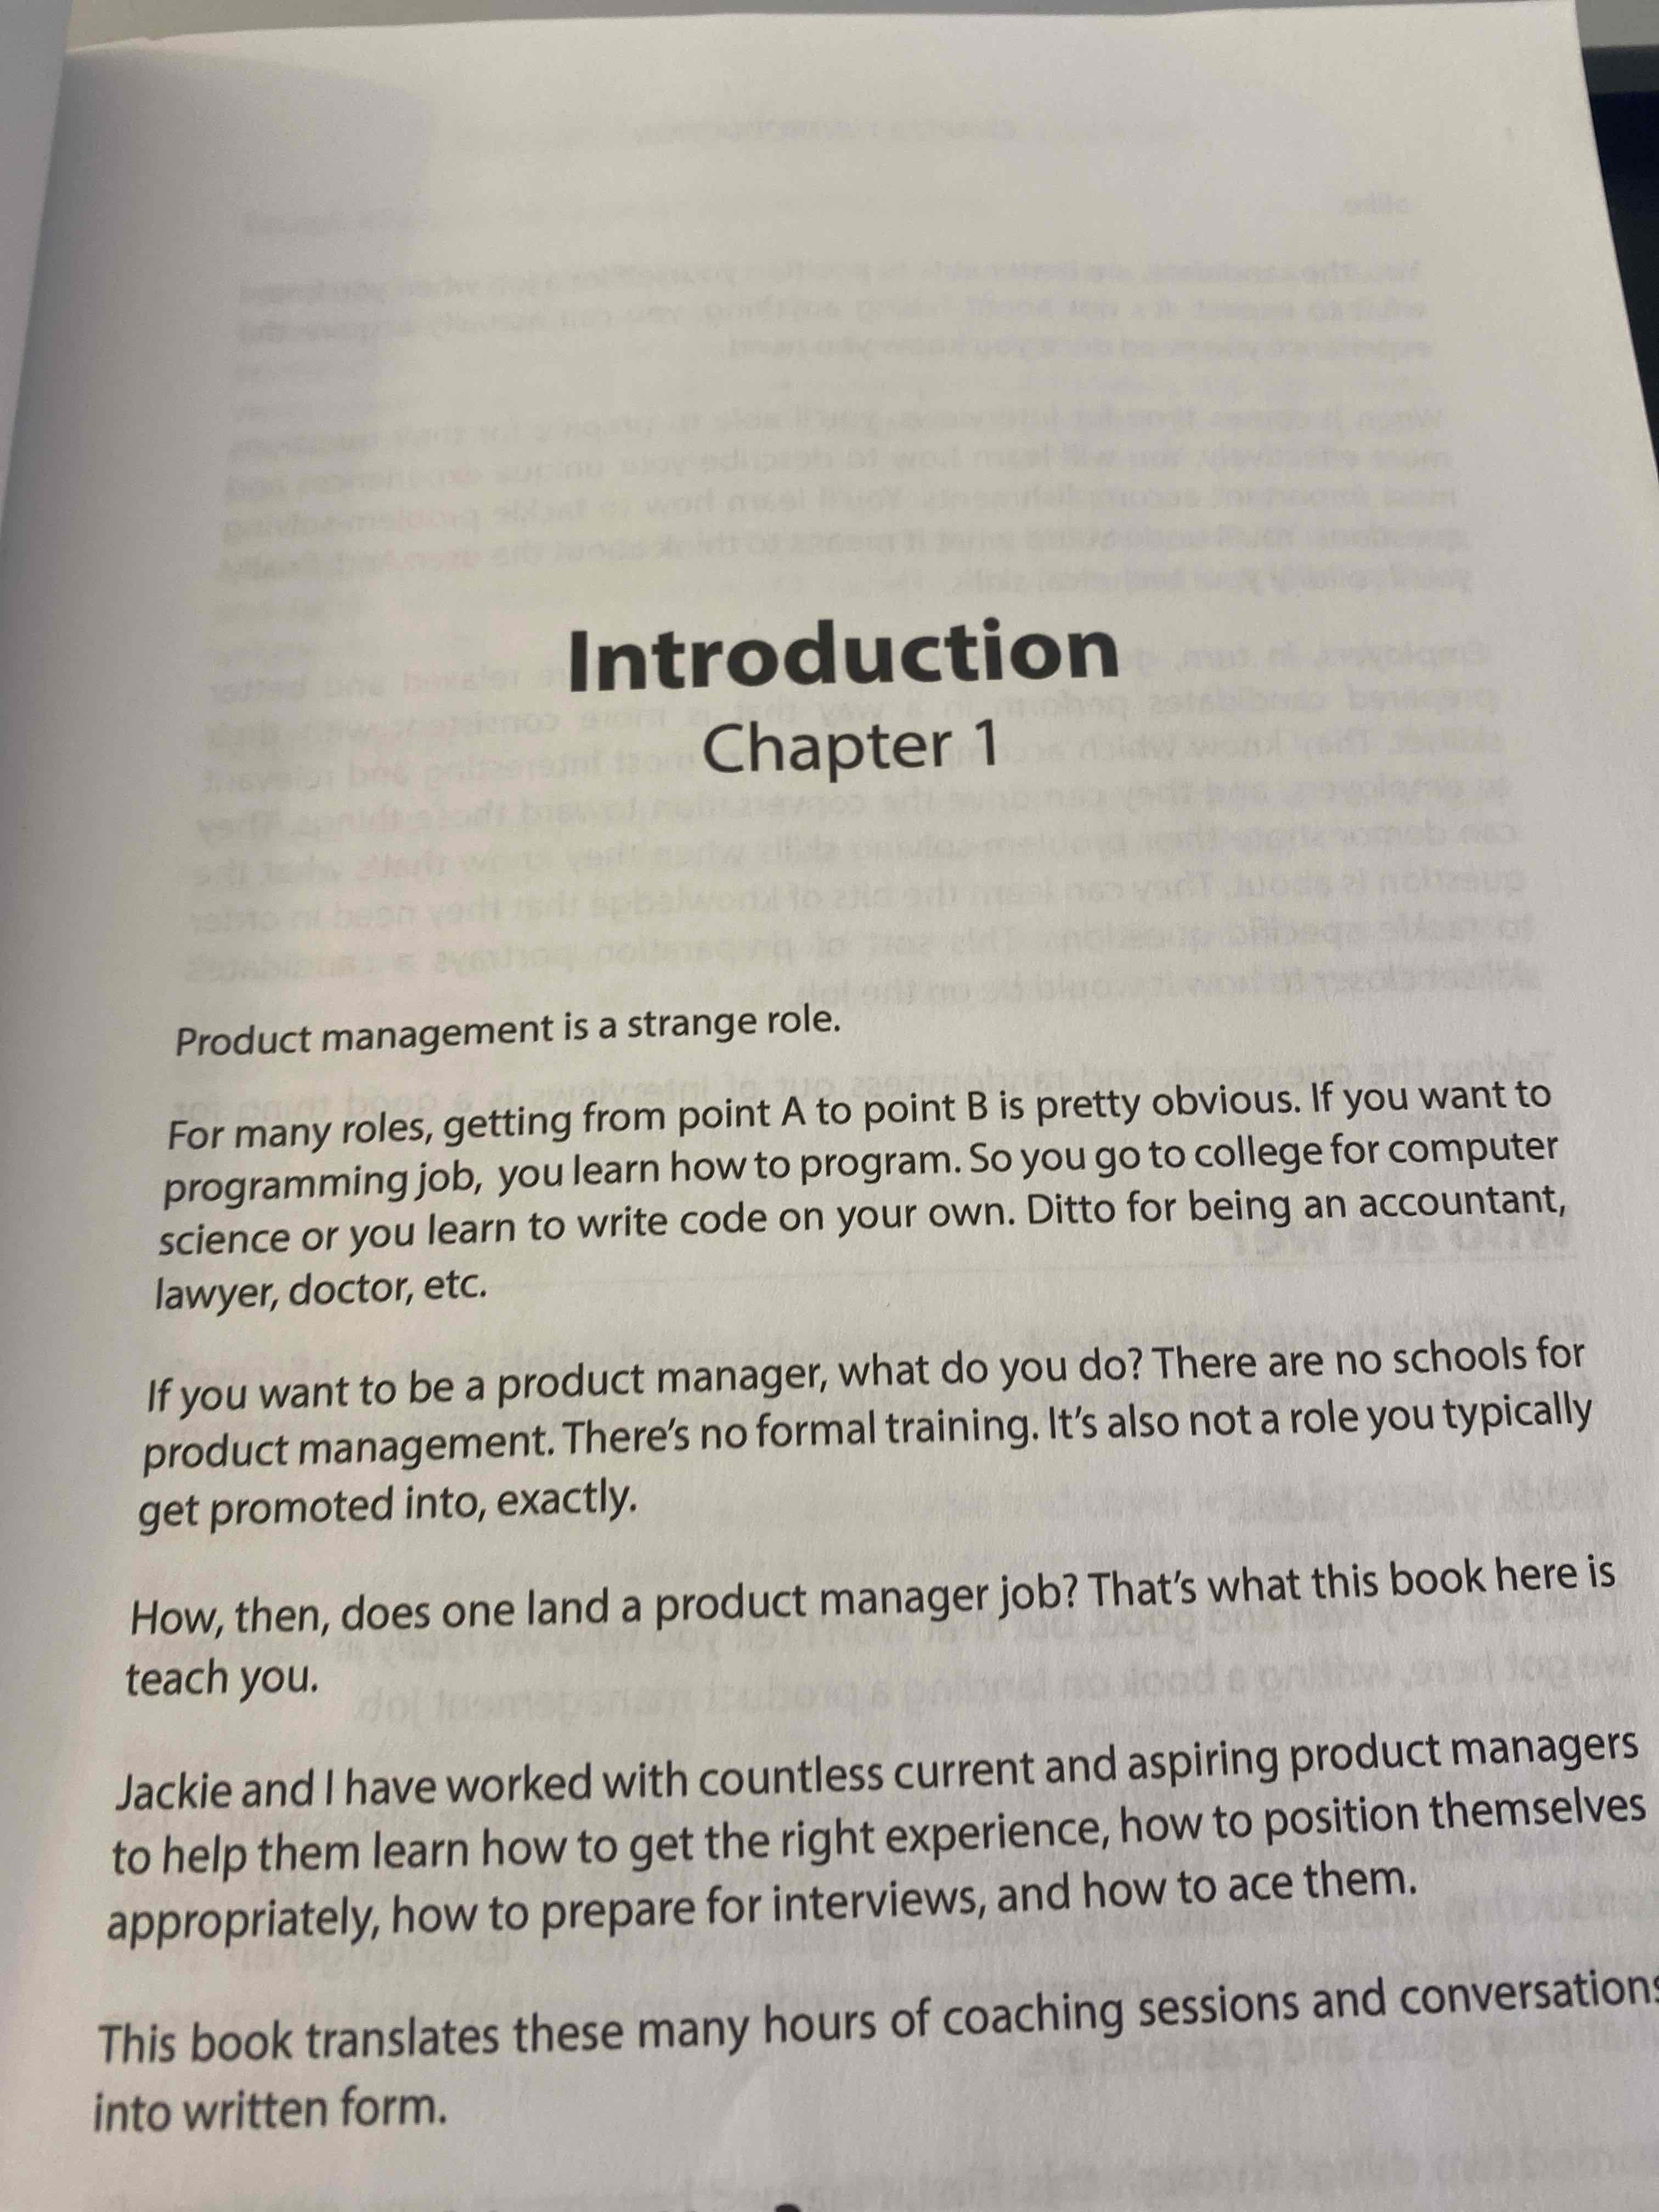 Introduction
Chapter 1
Product management is a strange role.
For many roles, getting from point A to point B is pretty obvious. If you want to
programming job, you learn how to program. So you go to college for computer
science or you learn to write code on your own. Ditto for being an accountant,
lawyer, doctor, etc.
If you want to be a product manager, what do you do? There are no schools for
product management. There's no formal training. It's also not a role you typically
get promoted into, exactly.
How, then, does one land a product manager job? That's what this book here is
teach you.
Jackie and I have worked with countless current and aspiring product managers
to help them learn how to get the right experience, how to position themselves
appropriately, how to prepare for interviews, and how to ace them.
This book translates these many hours of coaching sessions and conversations
into written form.